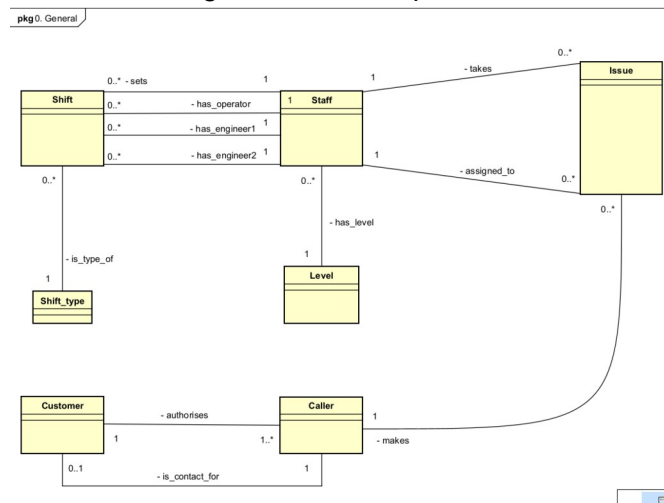 pkg 0. General
0..*
0..* - sets
1
1
- takes
Issue
Shift
0..*
- has_operator
1
Staff
0..*
- has_engineer1
1
0..*
- has_engineer2
1
1
- assigned_to
0..*
0..*
0..*
0..*
- has_level
- is_type_of
1
1
Level
Shift_type
Customer
Caller
- authorises
1
1
1..*
- makes
0..1
- is_contact_for
1